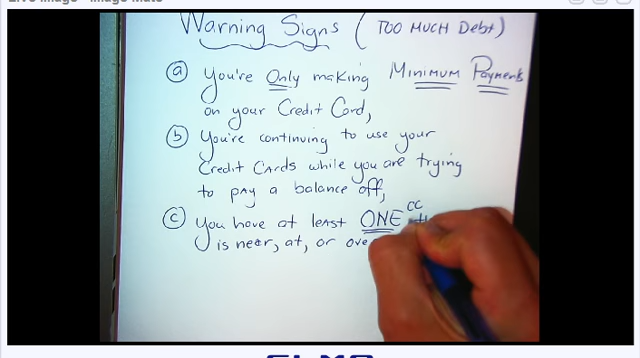 Warning Signs (TOO MUCH Debt)
(a) You're Only making MINIMUM Payments
on your Credit Card,
(b) You're continuing to use your
Credit CArds while you are trying
to pAy a balance off,
CC
(c) You have at leAst ONE
is near, at, or ove